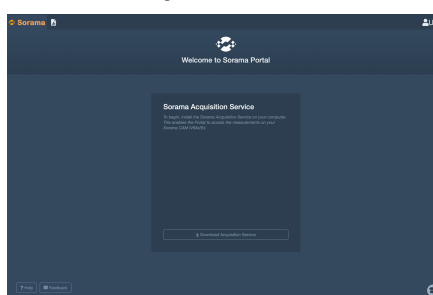 Sorama
Welcome to Sorama Portal
Sorama Acquisition Service
To begin, install the Sorama Acquisition Service on your computer.
This enables the Portal to access the measurements on your
Sorama CAM iV64(S)
Download Acquisition Service
? Help
Feedback